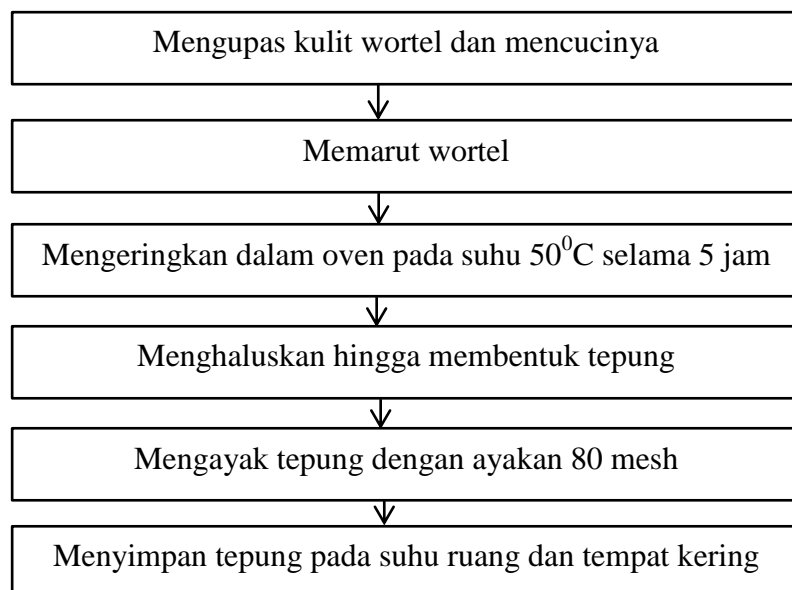 Mengupas kulit wortel dan mencucinya
Memarut wortel
Mengeringkan dalam oven pada suhu 50⁰C selama 5 jam
Menghaluskan hingga membentuk tepung
Mengayak tepung dengan ayakan 80 mesh
Menyimpan tepung pada suhu ruang dan tempat kering